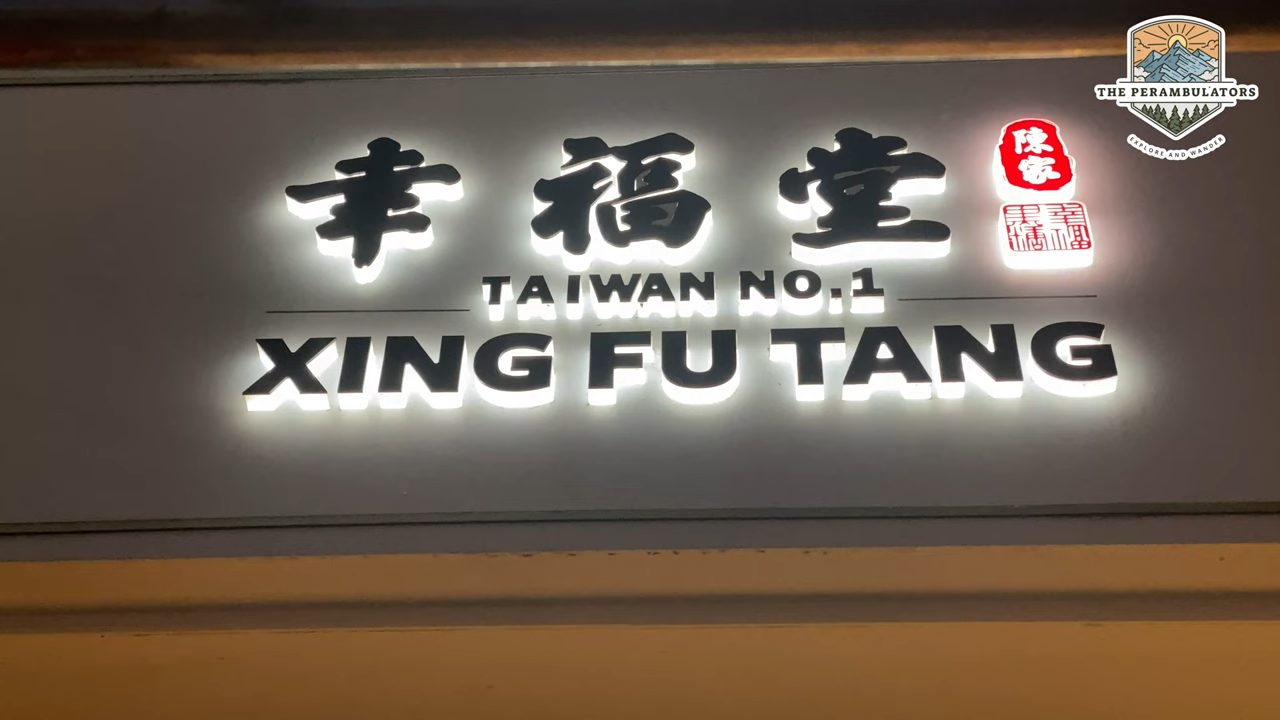 幸福堂
陳家
TAIWAN NO.1
XING FU TANG
THE PERAMBULATORS
EXPLORE AND WANDER